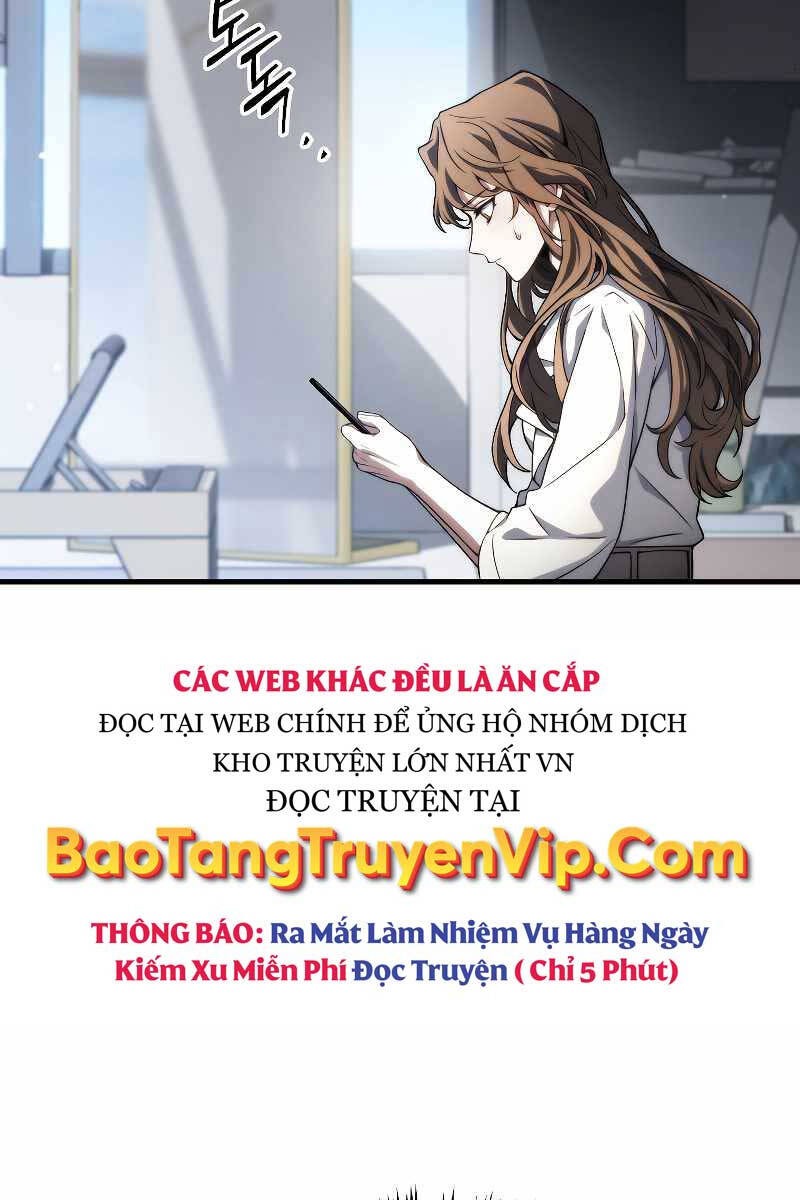 도독..
CÁC WEB KHÁC ĐỀU LÀ ĂN CẮP
ĐỌC TẠI WEB CHÍNH ĐỂ ỦNG HỘ NHÓM DỊCH
KHO TRUYỆN LỚN NHẤT VN
ĐỌC TRUYỆN TẠI
BaoTangTruyenVip.Com
THÔNG BÁO: Ra Mắt Làm Nhiệm Vụ Hàng Ngày
Kiếm Xu Miễn Phí Đọc Truyện ( Chỉ 5 Phút)